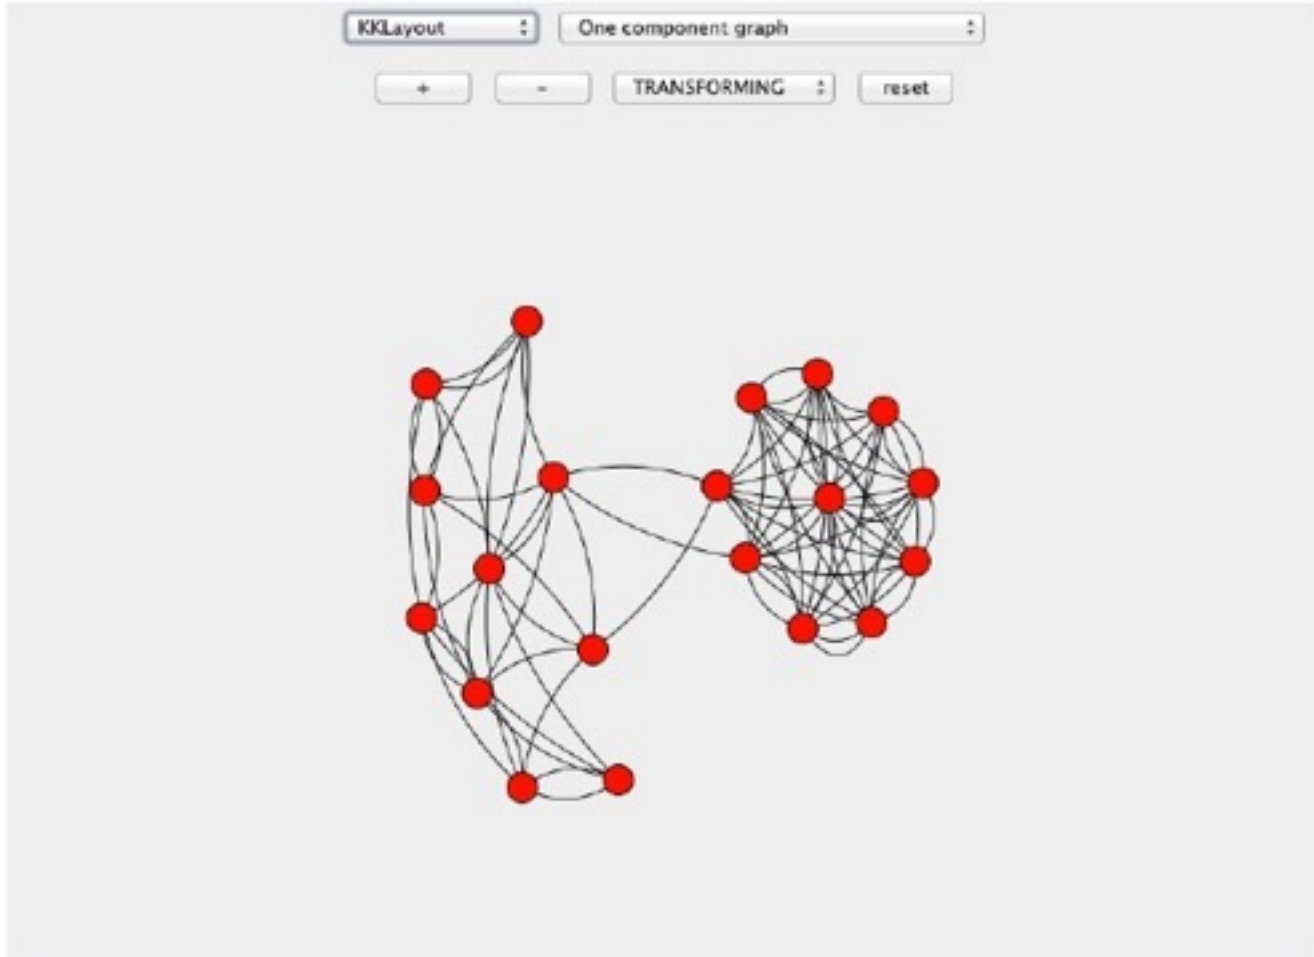 KKLayout One component graph
+ - TRANSFORMING reset